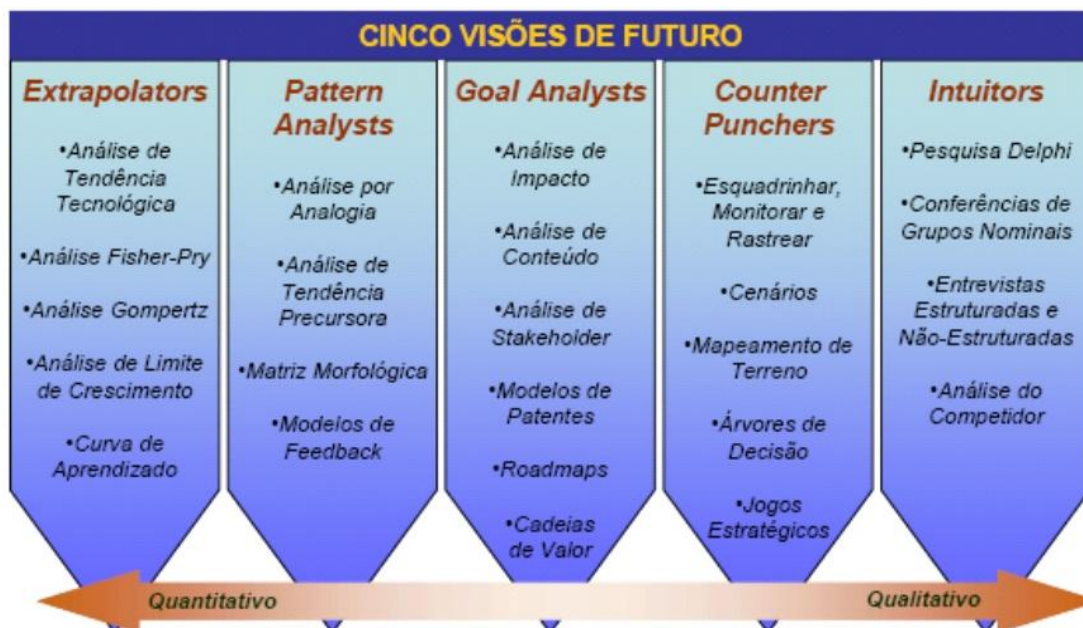 CINCO VISÕES DE FUTURO
Extrapolators
•Análise de
Tendência
Tecnológica
•Análise Fisher-Pry
•Análise Gompertz
•Análise de Limite
de Crescimento
•Curva de
Aprendizado
Pattern
Analysts
•Análise por
Analogia
•Análise de
Tendência
Precursora
•Matriz Morfológica
•Modelos de
Feedback
Goal Analysts
•Análise de
Impacto
•Análise de
Conteúdo
•Análise de
Stakeholder
•Modelos de
Patentes
•Roadmaps
•Cadeias
de Valor
Counter
Punchers
•Esquadrinhar,
Monitorar e
Rastrear
•Cenários
•Mapeamento de
Terreno
•Árvores de
Decisão
•Jogos
Estratégicos
Intuitors
•Pesquisa Delphi
•Conferências de
Grupos Nominais
•Entrevistas
Estruturadas e
Não-Estruturadas
•Análise do
Competidor
Quantitativo
Qualitativo